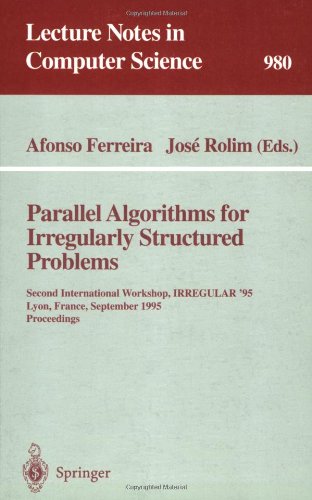 Lecture Notes in
Computer Science 980
Afonso Ferreira José Rolim (Eds.)
Parallel Algorithms for
Irregularly Structured
Problems
Second International Workshop, IRREGULAR '95
Lyon, France, September 1995
Proceedings
Springer